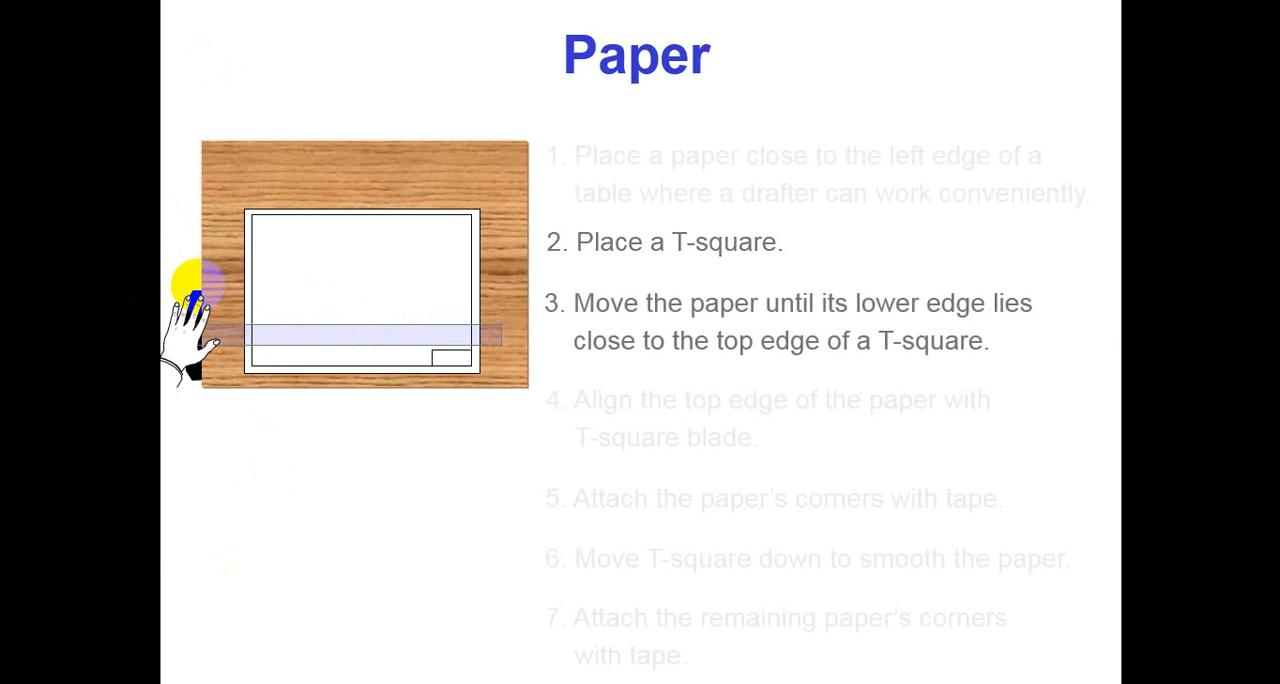 Paper
1. Place a paper close to the left edge of a
table where a drafter can work conveniently.
2. Place a T-square.
3. Move the paper until its lower edge lies
close to the top edge of a T-square.
4. Align the top edge of the paper with
T-square blade.
5. Attach the paper's corners with tape.
6. Move T-square down to smooth the paper.
7. Attach the remaining paper's corners
with tape.